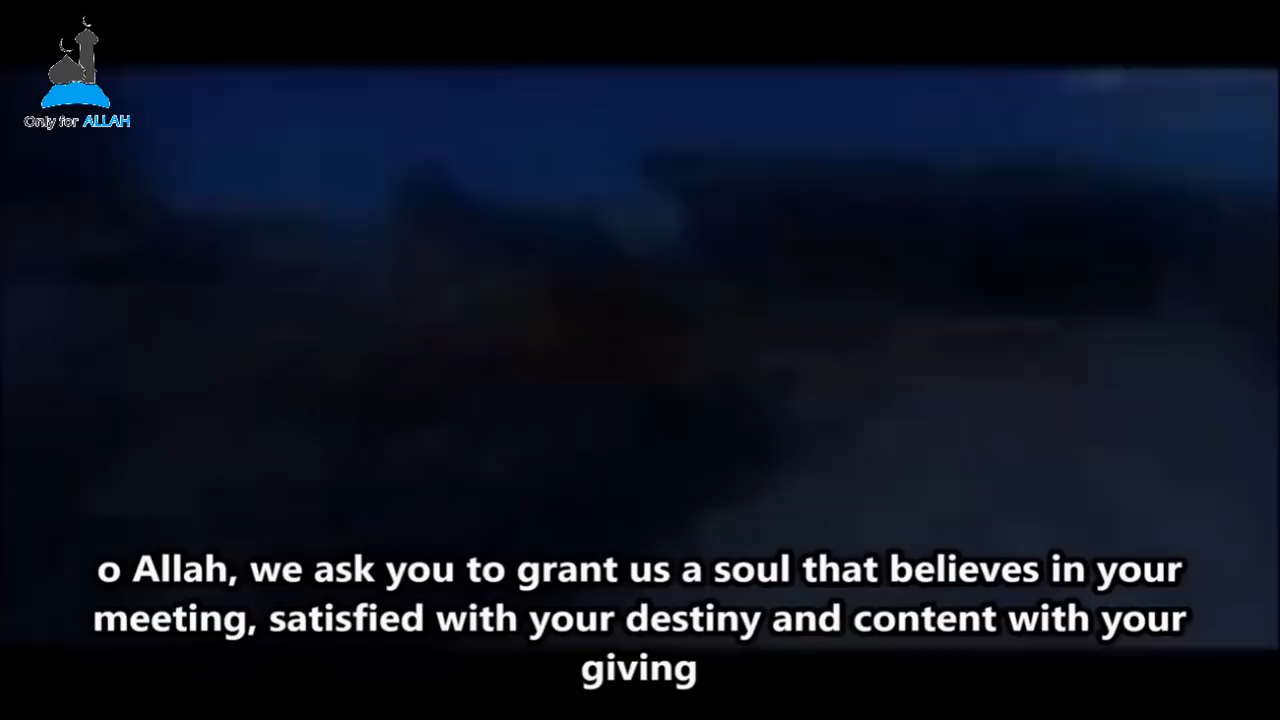 Only for ALLAH
o Allah, we ask you to grant us a soul that believes in your
meeting, satisfied with your destiny and content with your
giving